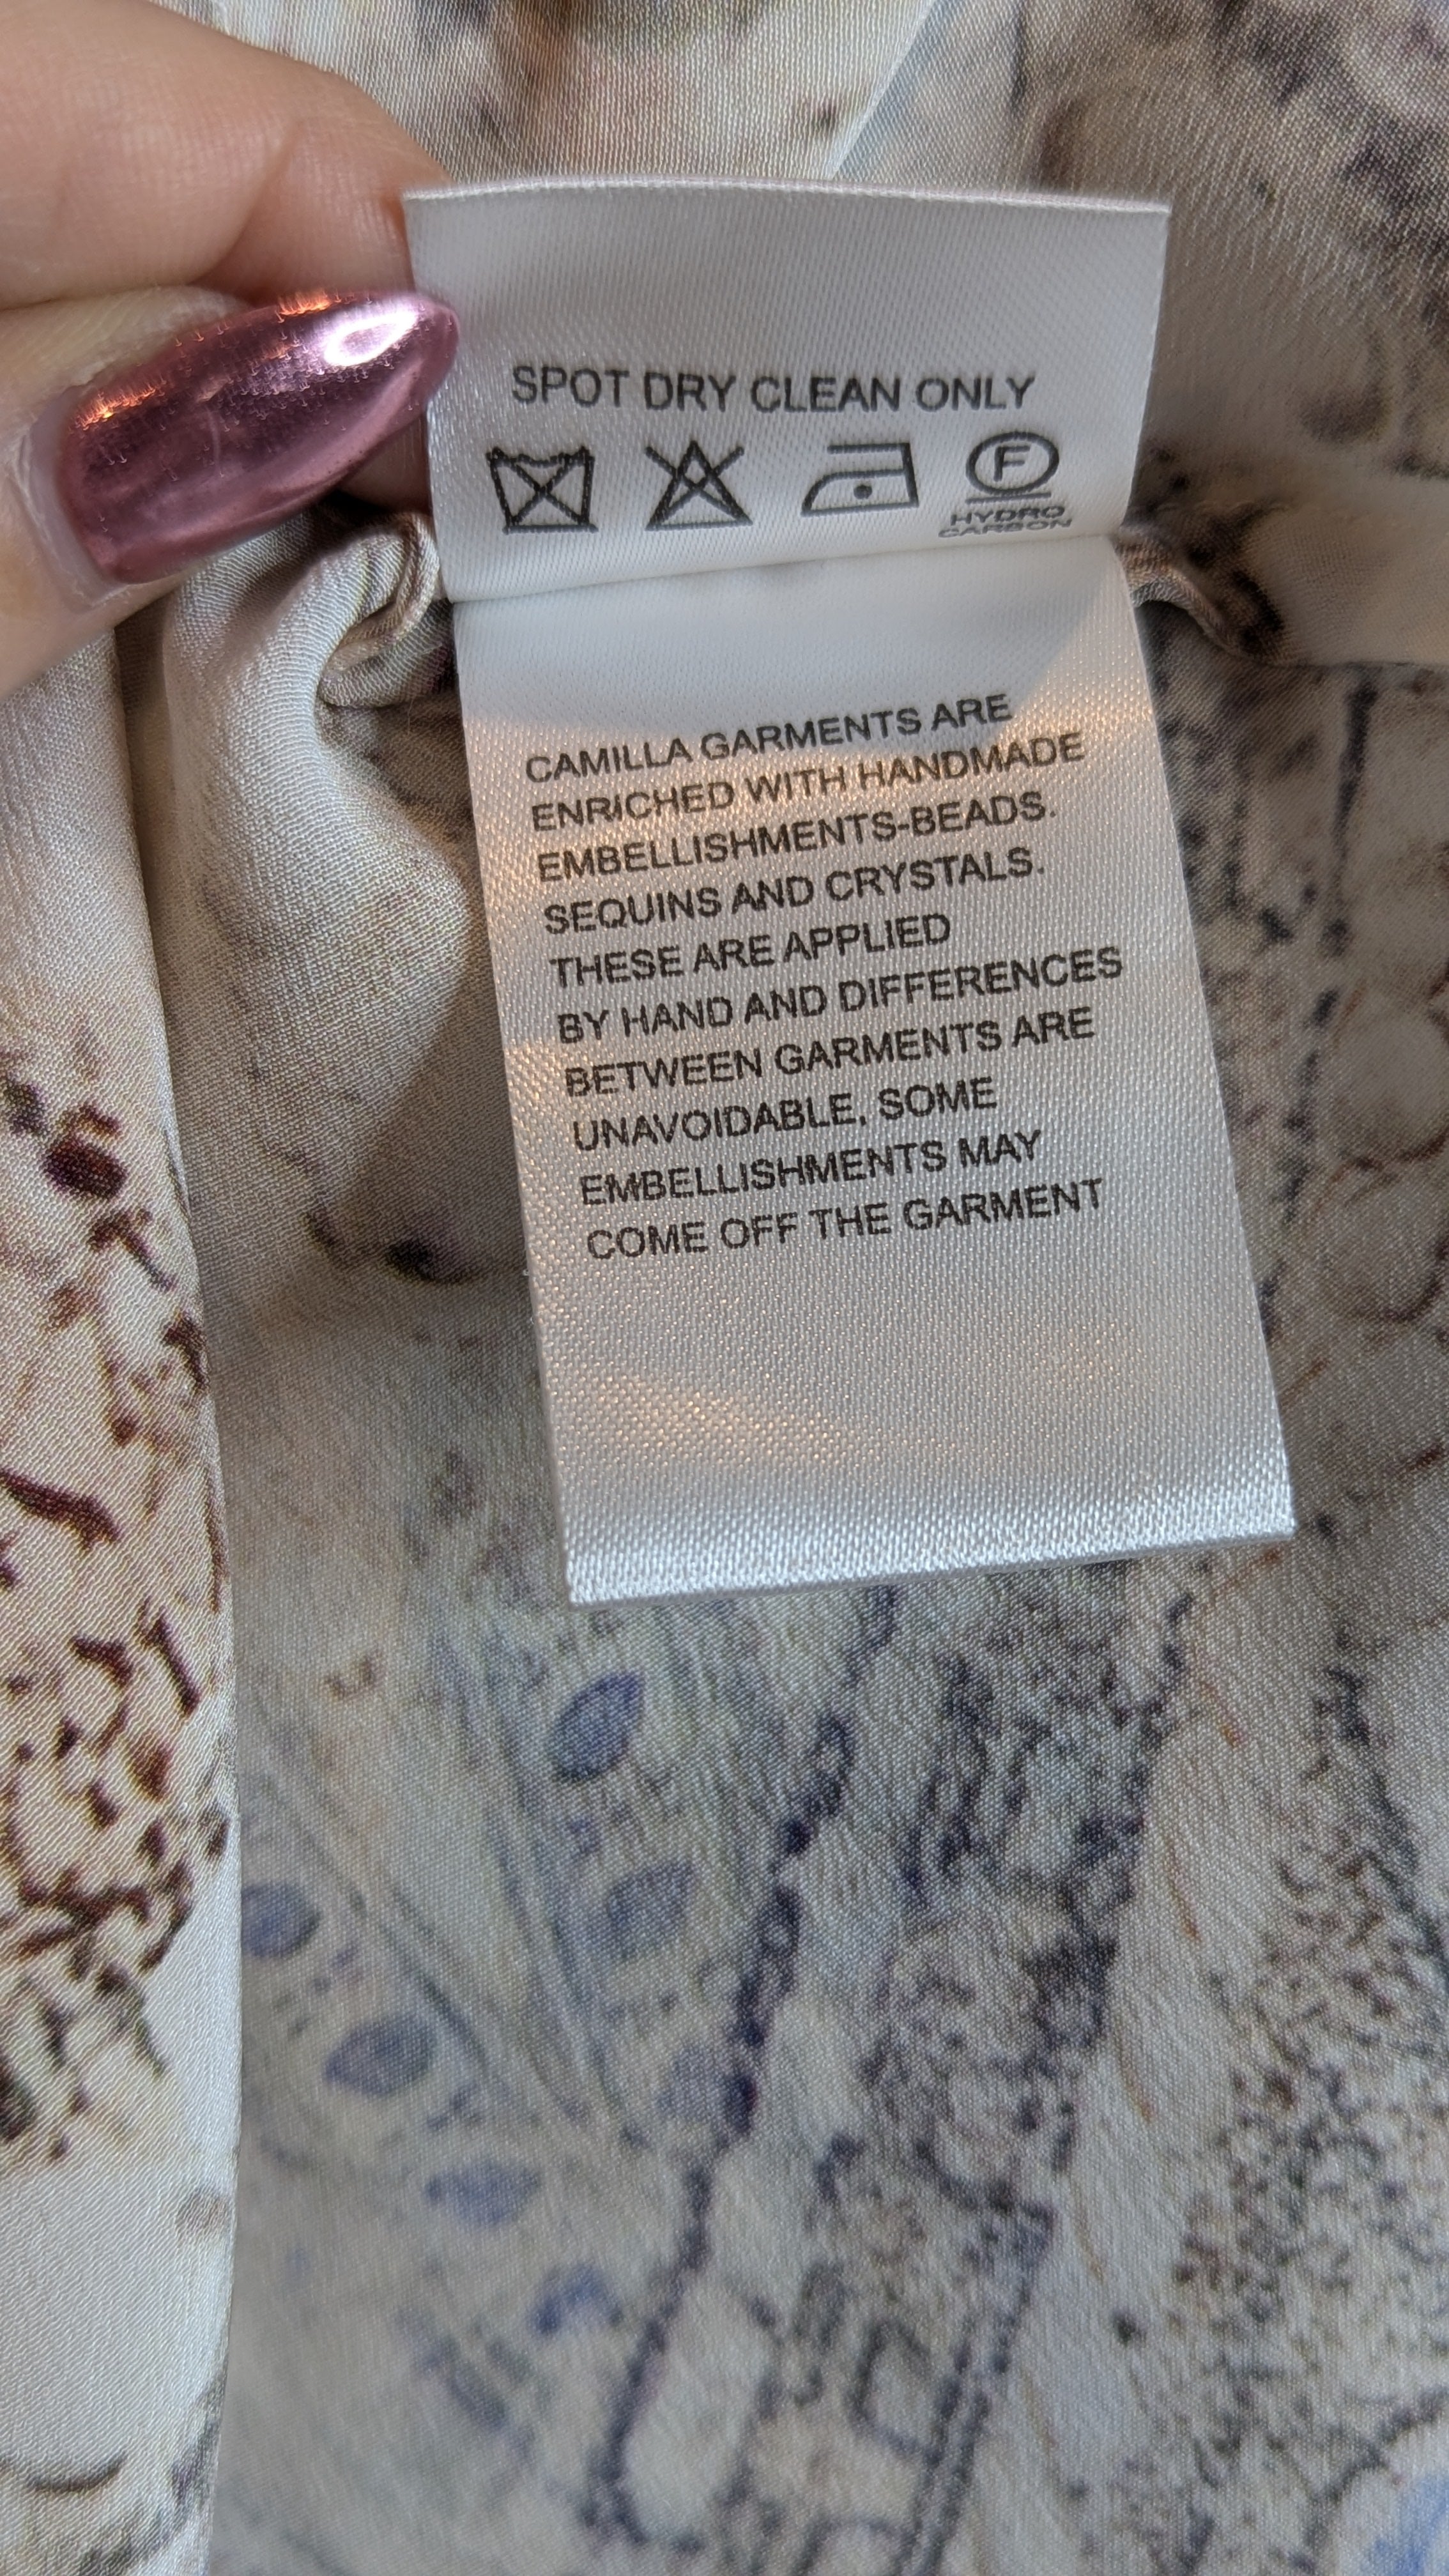 SPOT DRY CLEAN ONLY
F
HYDRO
CARBON
CAMILLA GARMENTS ARE
ENRICHED WITH HANDMADE
EMBELLISHMENTS-BEADS.
SEQUINS AND CRYSTALS.
THESE ARE APPLIED
BY HAND AND DIFFERENCES
BETWEEN GARMENTS ARE
UNAVOIDABLE, SOME
EMBELLISHMENTS MAY
COME OFF THE GARMENT